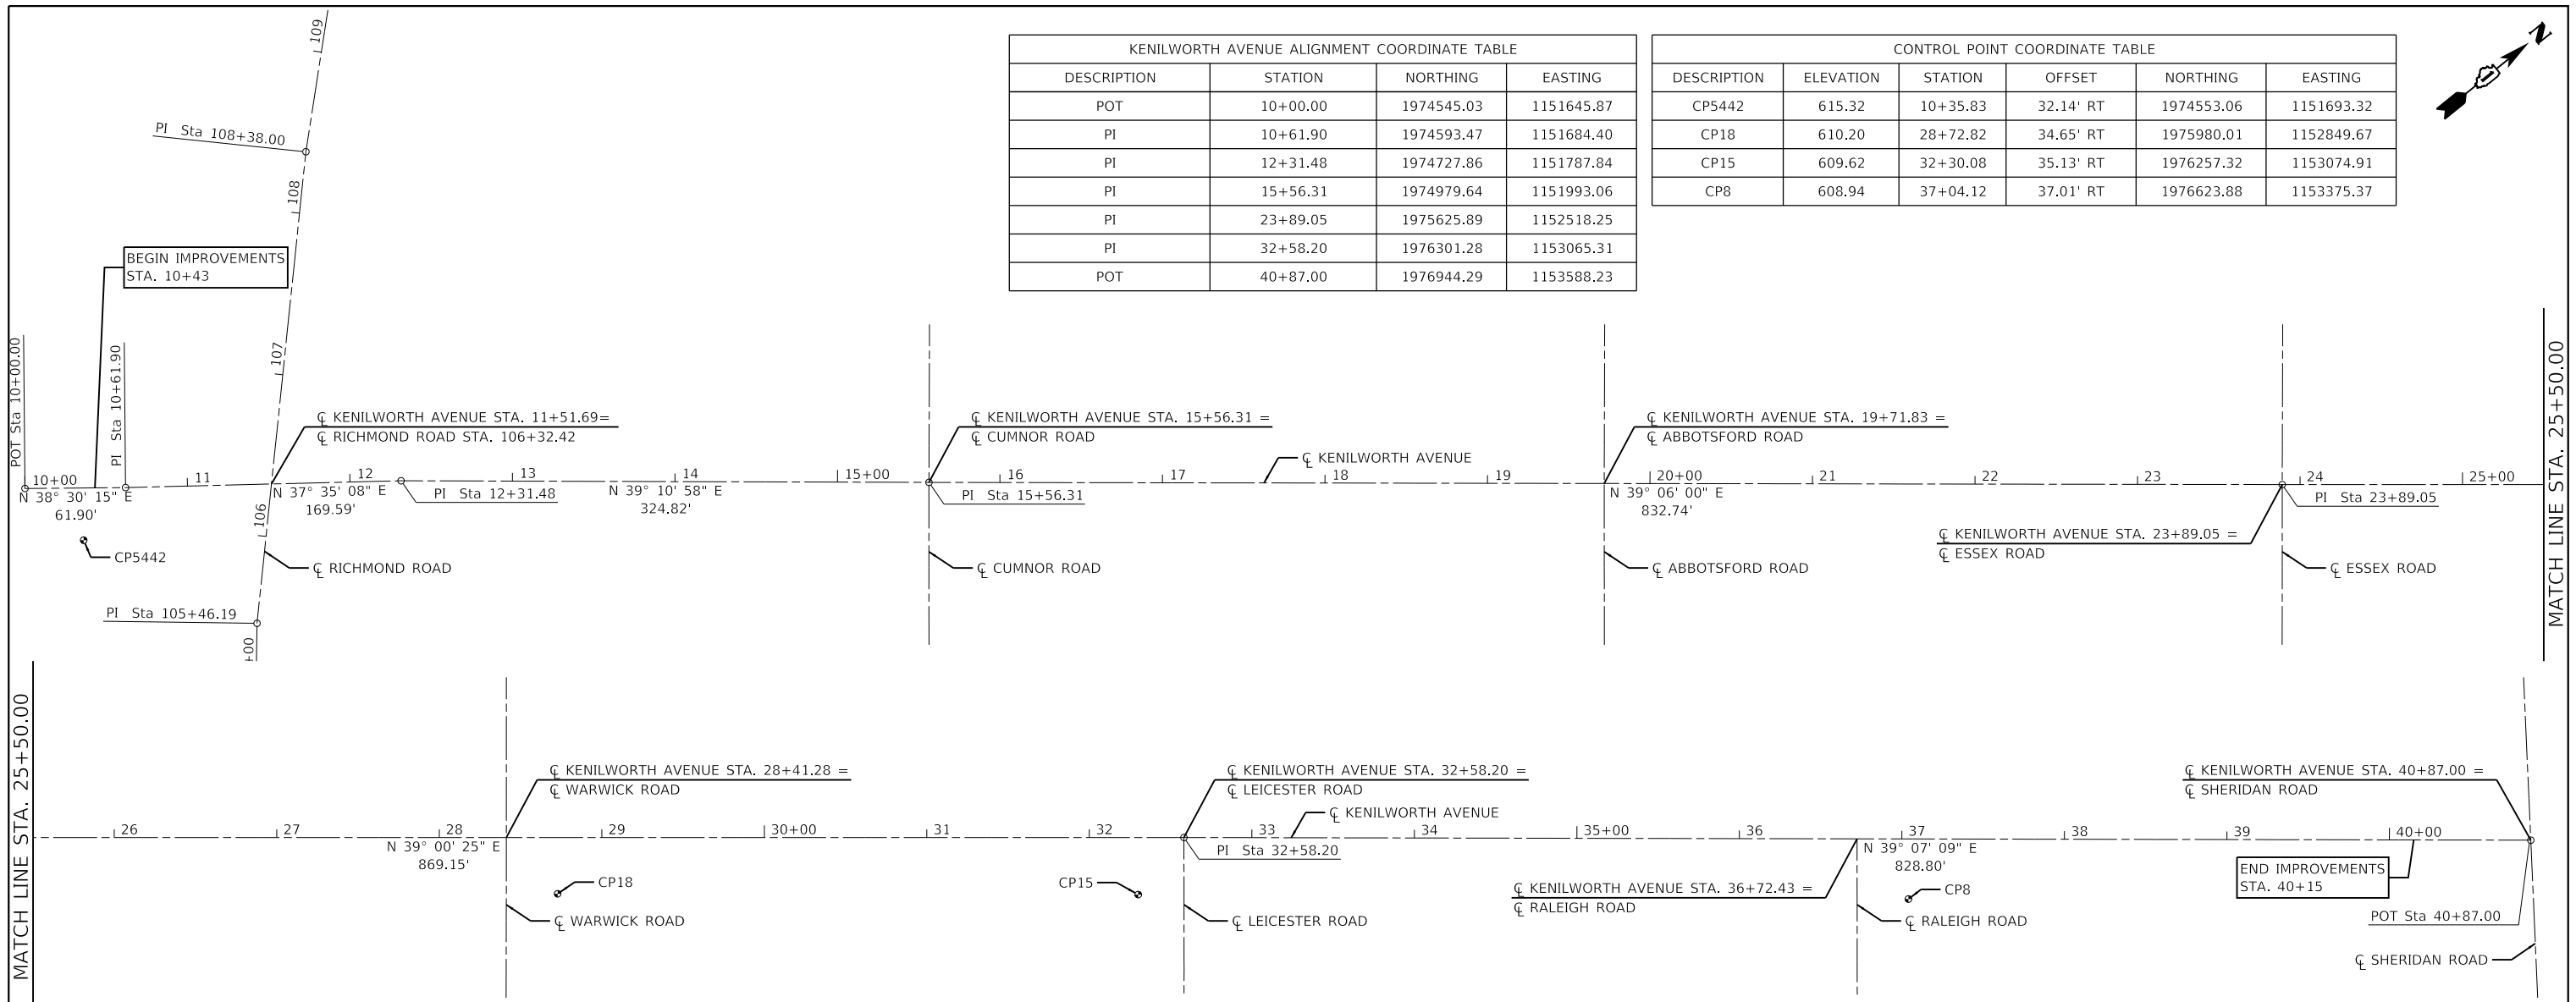 KENILWORTH AVENUE ALIGNMENT COORDINATE TABLE
DESCRIPTION STATION NORTHING EASTING
POT 10+00.00 1974545.03 1151645.87
PI 10+61.90 1974593.47 1151684.40
PI 12+31.48 1974727.86 1151787.84
PI 15+56.31 1974979.64 1151993.06
PI 23+89.05 1975625.89 1152518.25
PI 32+58.20 1976301.28 1153065.31
POT 40+87.00 1976944.29 1153588.23
CONTROL POINT COORDINATE TABLE
DESCRIPTION ELEVATION STATION OFFSET NORTHING EASTING
CP5442 615.32 10+35.83 32.14' RT 1974553.06 1151693.32
CP18 610.20 28+72.82 34.65' RT 1975980.01 1152849.67
CP15 609.62 32+30.08 35.13' RT 1976257.32 1153074.91
CP8 608.94 37+04.12 37.01' RT 1976623.88 1153375.37
N
109
PI Sta 108+38.00
108
BEGIN IMPROVEMENTS
STA. 10+43
107
POT Sta 10+00.00
PI Sta 10+61.90
℄ KENILWORTH AVENUE STA. 11+51.69=
℄ RICHMOND ROAD STA. 106+32.42
℄ KENILWORTH AVENUE STA. 15+56.31 =
℄ CUMNOR ROAD
℄ KENILWORTH AVENUE
℄ KENILWORTH AVENUE STA. 19+71.83 =
℄ ABBOTSFORD ROAD
10+00 11 12 13 14 15+00 16 17 18 19 20+00 21 22 23 24 25+00
N 38° 30' 15" E
61.90'
N 37° 35' 08" E
169.59'
PI Sta 12+31.48
N 39° 10' 58" E
324.82'
PI Sta 15+56.31
N 39° 06' 00" E
832.74'
PI Sta 23+89.05
℄ KENILWORTH AVENUE STA. 23+89.05 =
℄ ESSEX ROAD
106
CP5442
℄ RICHMOND ROAD
℄ CUMNOR ROAD
℄ ABBOTSFORD ROAD
℄ ESSEX ROAD
PI Sta 105+46.19
+00
MATCH LINE STA. 25+50.00
MATCH LINE STA. 25+50.00
℄ KENILWORTH AVENUE STA. 28+41.28 =
℄ WARWICK ROAD
℄ KENILWORTH AVENUE STA. 32+58.20 =
℄ LEICESTER ROAD
℄ KENILWORTH AVENUE
℄ KENILWORTH AVENUE STA. 40+87.00 =
℄ SHERIDAN ROAD
26 27 28 29 30+00 31 32 33 34 35+00 36 37 38 39 40+00
N 39° 00' 25" E
869.15'
PI Sta 32+58.20
N 39° 07' 09" E
828.80'
CP18
CP15
℄ KENILWORTH AVENUE STA. 36+72.43 =
℄ RALEIGH ROAD
CP8
END IMPROVEMENTS
STA. 40+15
℄ WARWICK ROAD
℄ LEICESTER ROAD
℄ RALEIGH ROAD
POT Sta 40+87.00
℄ SHERIDAN ROAD